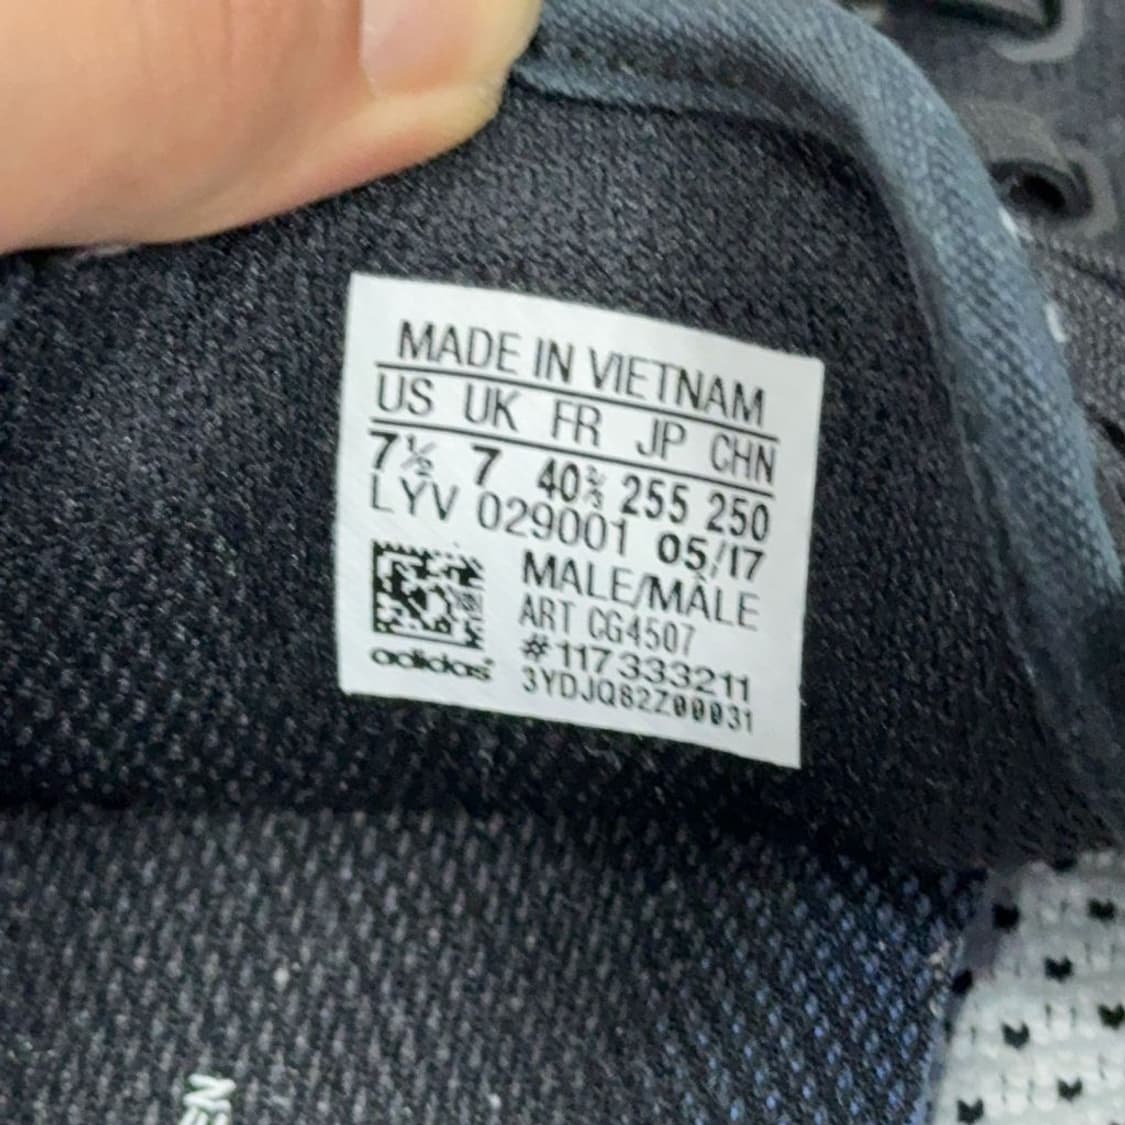 MADE IN VIETNAM
US UK FR JP CHN
7½ 7 40⅔ 255 250
LYV 029001 05/17
MALE/MÂLE
ART CG4507
#117333211
3YDJQ82Z00031
adidas